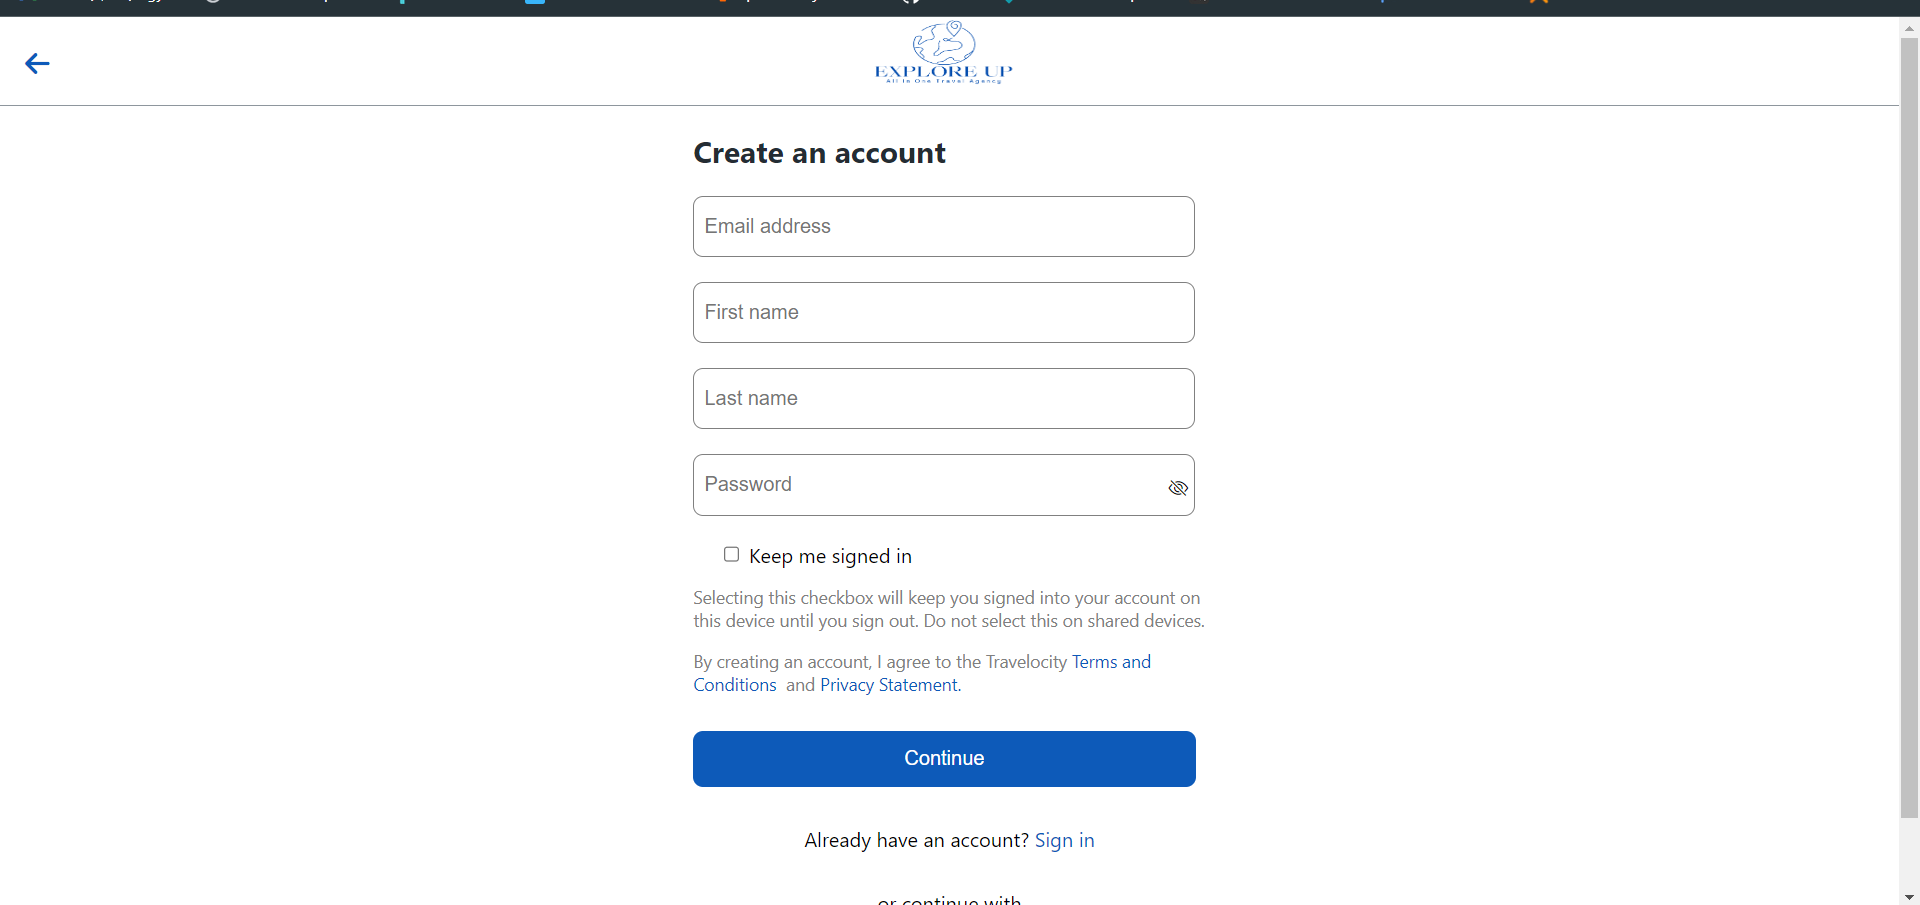 EXPLORE UP
All In One Travel Agency
Create an account
Email address
First name
Last name
Password
Keep me signed in
Selecting this checkbox will keep you signed into your account on
this device until you sign out. Do not select this on shared devices.
By creating an account, I agree to the Travelocity Terms and
Conditions and Privacy Statement.
Continue
Already have an account? Sign in
or continue with